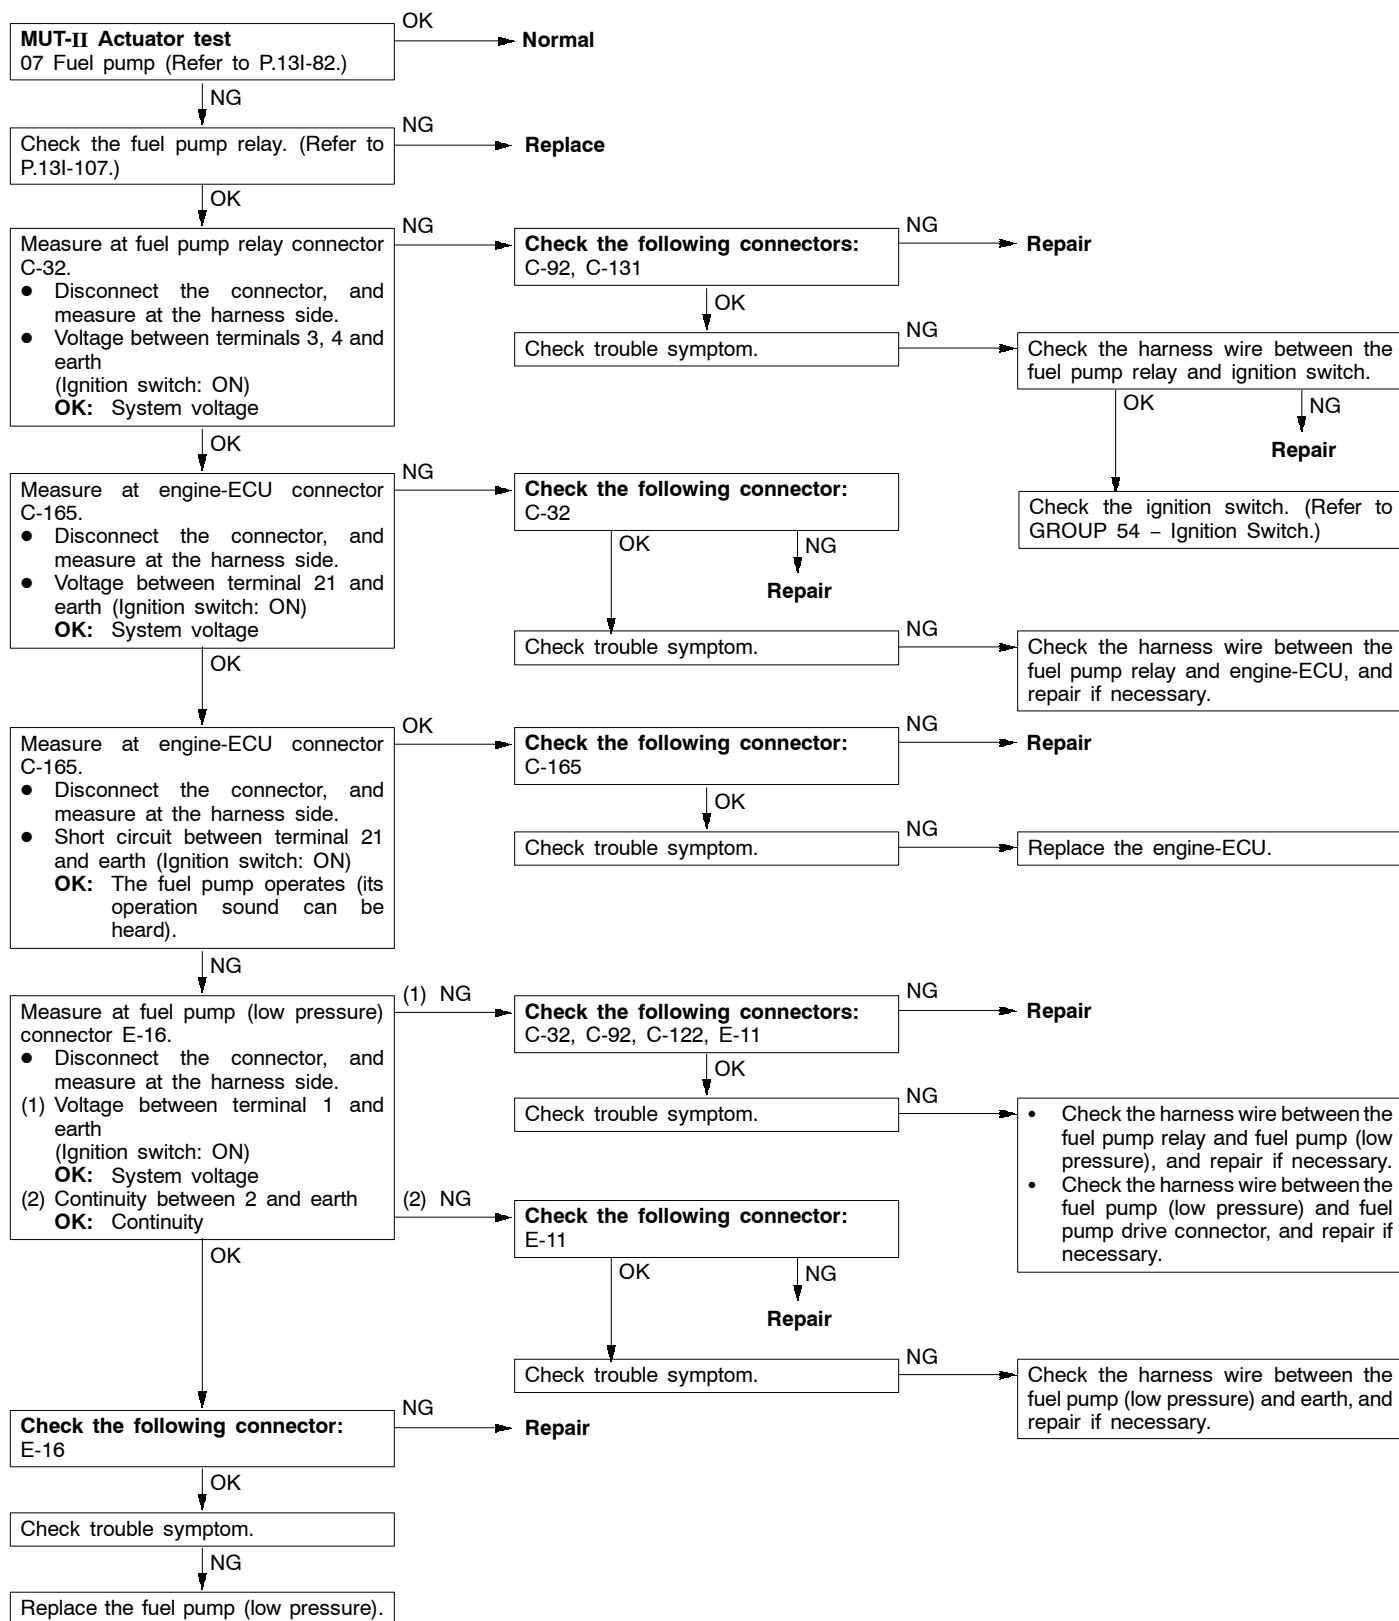 MUT-II Actuator test
07 Fuel pump (Refer to P.13I-82.)
OK
Normal
NG
Check the fuel pump relay. (Refer to
P.13I-107.)
NG
Replace
OK
Measure at fuel pump relay connector
C-32.
● Disconnect the connector, and
measure at the harness side.
● Voltage between terminals 3, 4 and
earth
(Ignition switch: ON)
OK: System voltage
NG
Check the following connectors:
C-92, C-131
NG
Repair
OK
Check trouble symptom.
NG
Check the harness wire between the
fuel pump relay and ignition switch.
OK
NG
Repair
Check the ignition switch. (Refer to
GROUP 54 – Ignition Switch.)
OK
Measure at engine-ECU connector
C-165.
● Disconnect the connector, and
measure at the harness side.
● Voltage between terminal 21 and
earth (Ignition switch: ON)
OK: System voltage
NG
Check the following connector:
C-32
OK
NG
Repair
Check trouble symptom.
NG
Check the harness wire between the
fuel pump relay and engine-ECU, and
repair if necessary.
OK
Measure at engine-ECU connector
C-165.
● Disconnect the connector, and
measure at the harness side.
● Short circuit between terminal 21
and earth (Ignition switch: ON)
OK: The fuel pump operates (its
operation sound can be
heard).
OK
Check the following connector:
C-165
NG
Repair
OK
Check trouble symptom.
NG
Replace the engine-ECU.
NG
Measure at fuel pump (low pressure)
connector E-16.
● Disconnect the connector, and
measure at the harness side.
(1) Voltage between terminal 1 and
earth
(Ignition switch: ON)
OK: System voltage
(2) Continuity between 2 and earth
OK: Continuity
(1) NG
Check the following connectors:
C-32, C-92, C-122, E-11
NG
Repair
OK
Check trouble symptom.
NG
• Check the harness wire between the
fuel pump relay and fuel pump (low
pressure), and repair if necessary.
• Check the harness wire between the
fuel pump (low pressure) and fuel
pump drive connector, and repair if
necessary.
(2) NG
Check the following connector:
E-11
OK
NG
Repair
Check trouble symptom.
NG
Check the harness wire between the
fuel pump (low pressure) and earth, and
repair if necessary.
OK
Check the following connector:
E-16
NG
Repair
OK
Check trouble symptom.
NG
Replace the fuel pump (low pressure).